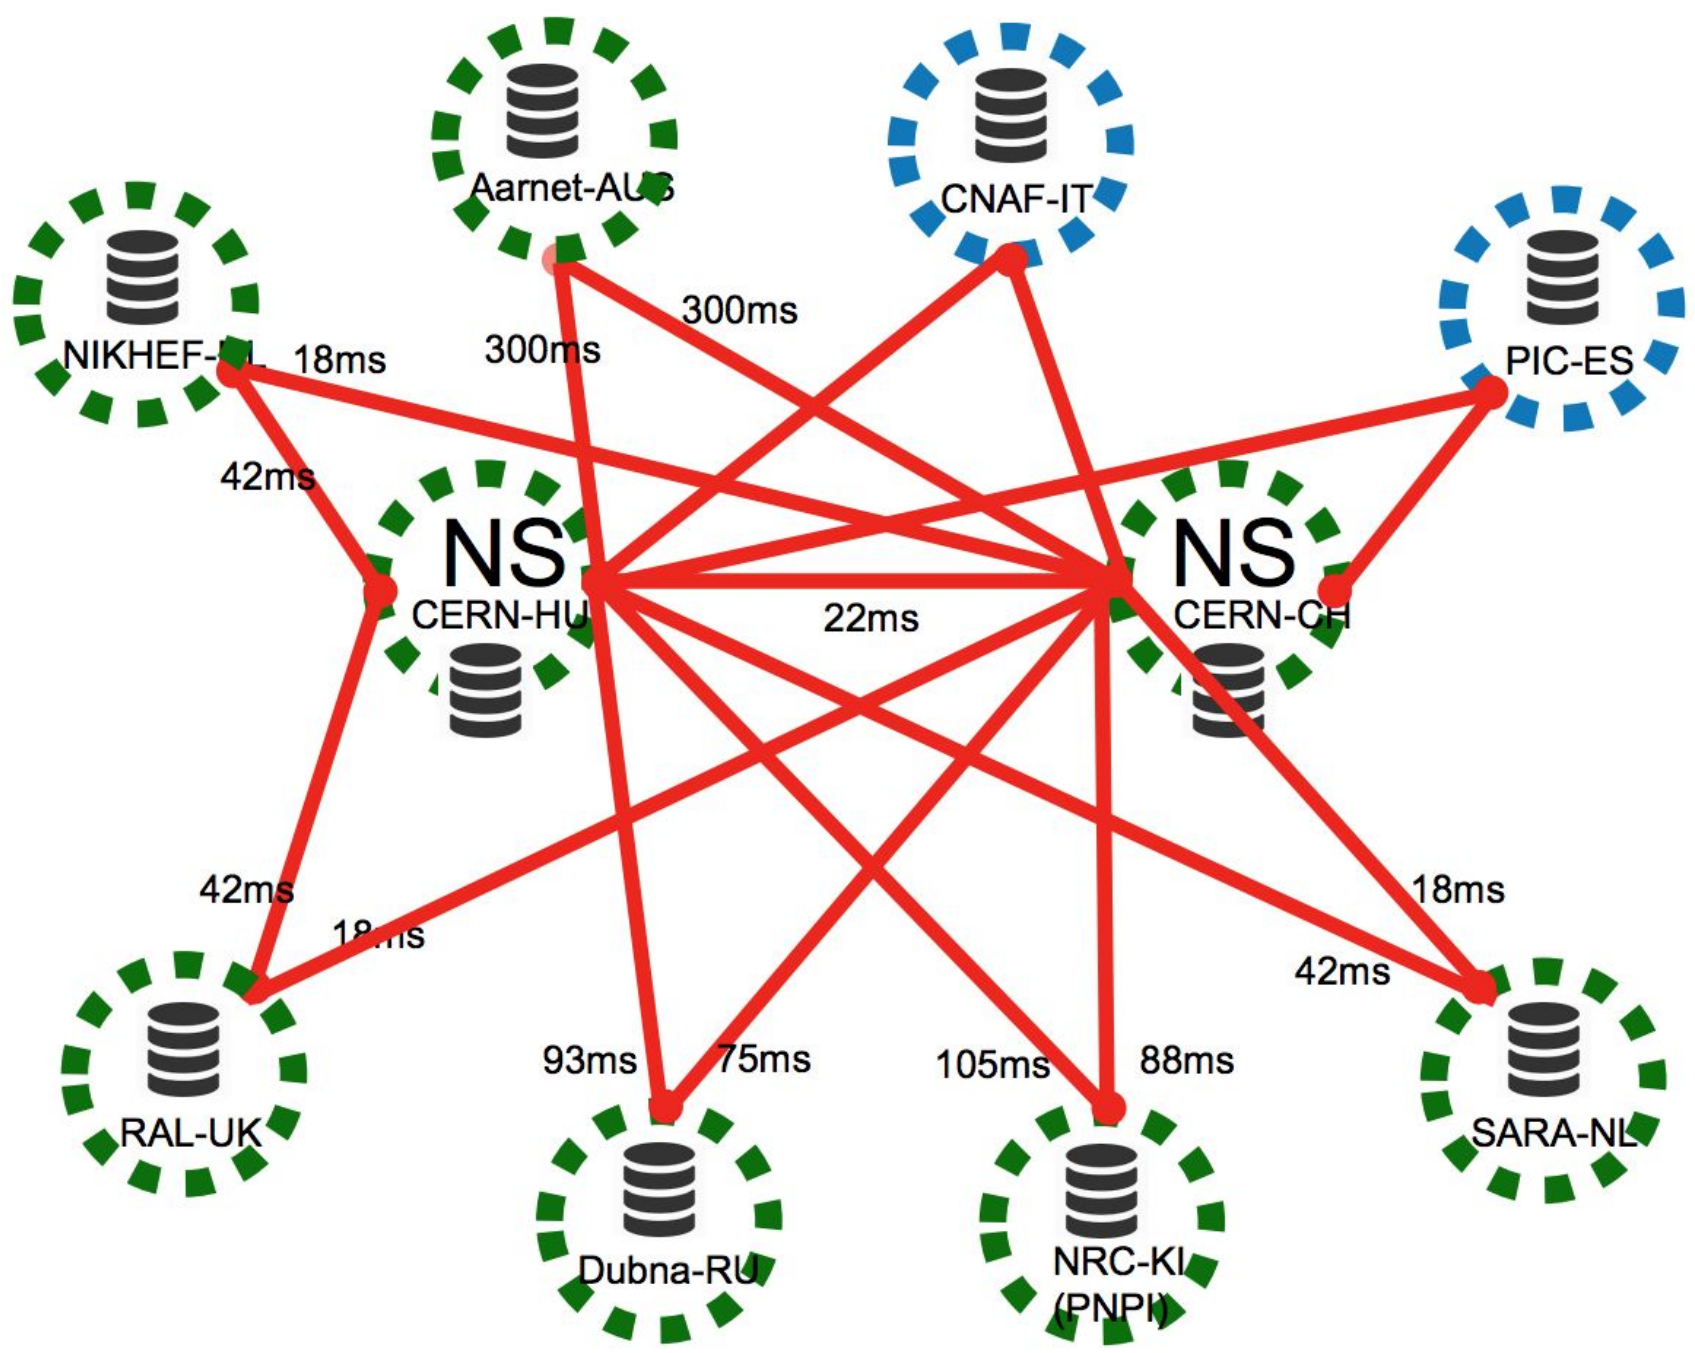 Aarnet-AUS
CNAF-IT
NIKHEF-NL
18ms
300ms
300ms
PIC-ES
42ms
NS
CERN-HU
22ms
NS
CERN-CH
42ms
18ms
18ms
42ms
RAL-UK
93ms
75ms
105ms
88ms
SARA-NL
Dubna-RU
NRC-KI
(PNPI)